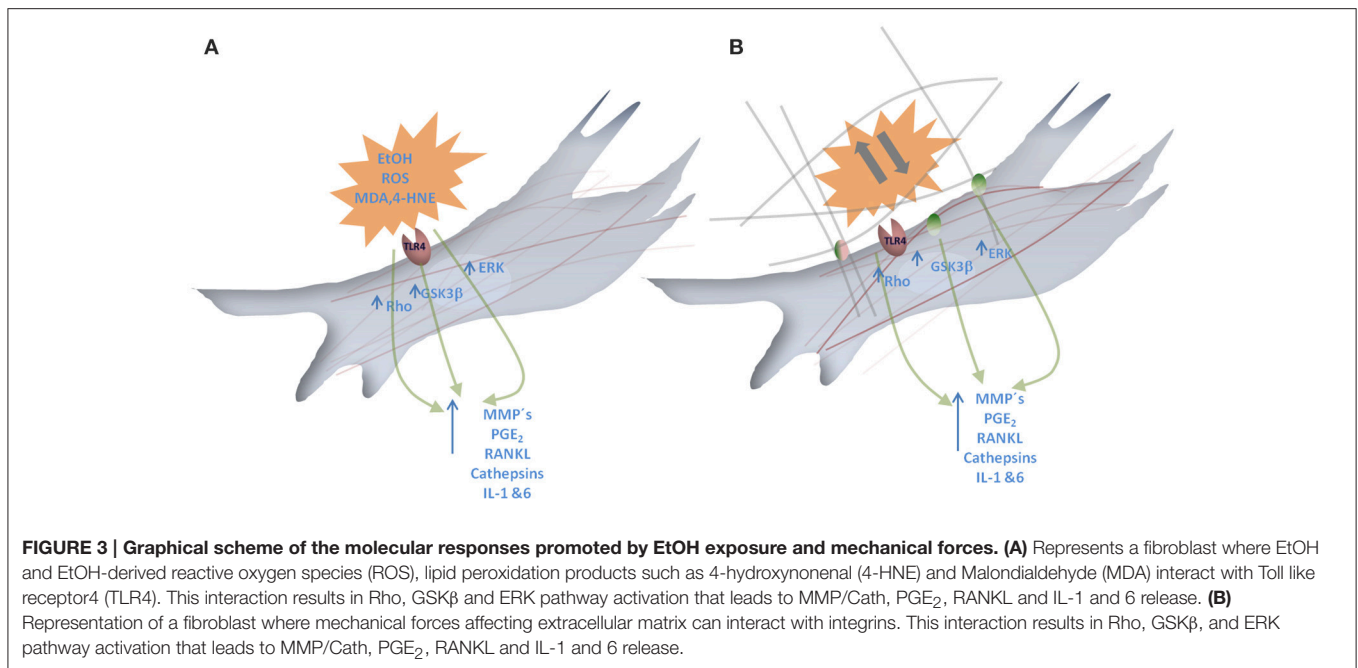 A
EtOH
ROS
MDA,4-HNE
TLR4
ERK
GSK3β
Rho
MMP´s
PGE₂
RANKL
Cathepsins
IL-1 &6
B
TLR4
ERK
GSK3β
Rho
MMP´s
PGE₂
RANKL
Cathepsins
IL-1 &6
FIGURE 3 | Graphical scheme of the molecular responses promoted by EtOH exposure and mechanical forces. (A) Represents a fibroblast where EtOH
and EtOH-derived reactive oxygen species (ROS), lipid peroxidation products such as 4-hydroxynonenal (4-HNE) and Malondialdehyde (MDA) interact with Toll like
receptor4 (TLR4). This interaction results in Rho, GSKβ and ERK pathway activation that leads to MMP/Cath, PGE₂, RANKL and IL-1 and 6 release. (B)
Representation of a fibroblast where mechanical forces affecting extracellular matrix can interact with integrins. This interaction results in Rho, GSKβ, and ERK
pathway activation that leads to MMP/Cath, PGE₂, RANKL and IL-1 and 6 release.